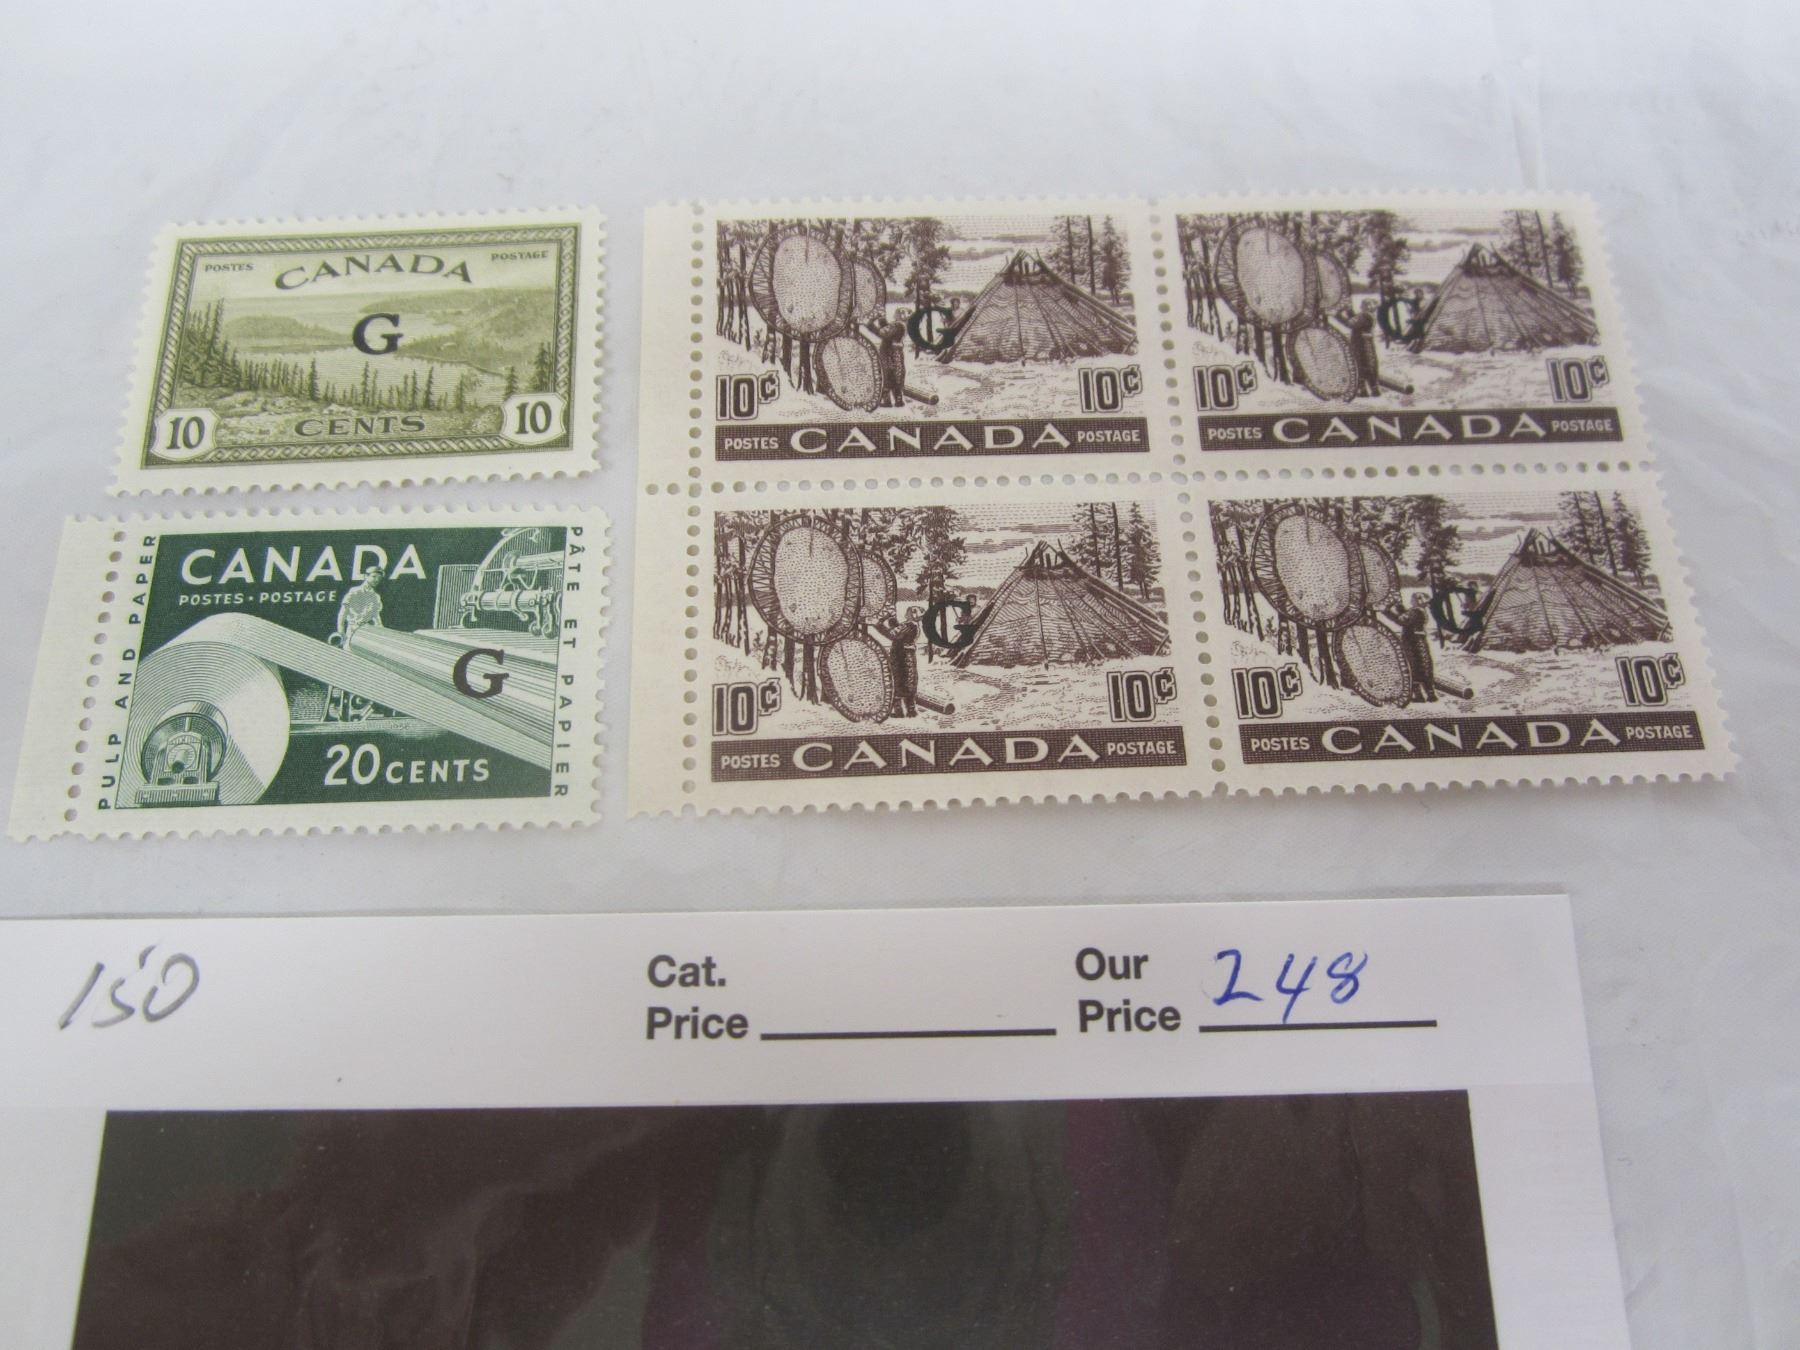 POSTES CANADA POSTAGE
G
10 CENTS 10
PULP AND PAPER
CANADA
POSTES · POSTAGE
G
20 CENTS
PÂTE ET PAPIER
G
10¢ 10¢
POSTES CANADA POSTAGE
G
10¢ 10¢
POSTES CANADA POSTAGE
G
10¢ 10¢
POSTES CANADA POSTAGE
G
10¢ 10¢
POSTES CANADA POSTAGE
150
Cat. Price
Our Price 248